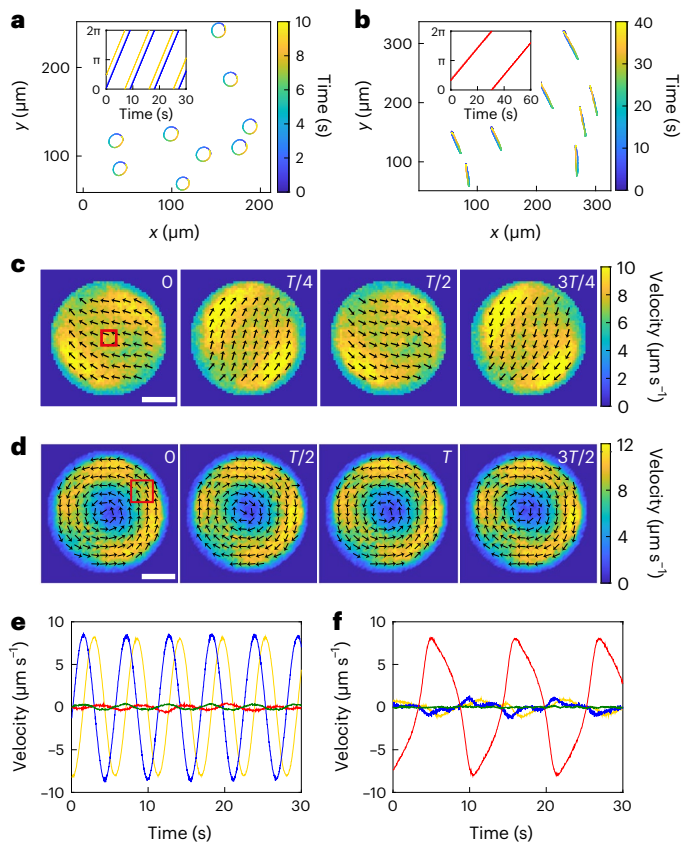 a
2π
π
0
0 10 20 30
Time (s)
200
100
y (µm)
0 100 200
x (µm)
10
8
6
4
2
0
Time (s)
b
2π
π
0
0 20 40 60
Time (s)
300
200
100
y (µm)
100 200 300
x (µm)
40
30
20
10
0
Time (s)
c
0
T/4
T/2
3T/4
10
8
6
4
2
0
Velocity (µm s⁻¹)
d
0
T/2
T
3T/2
12
8
4
0
Velocity (µm s⁻¹)
e
10
5
0
−5
−10
Velocity (µm s⁻¹)
0 10 20 30
Time (s)
f
10
5
0
−5
−10
Velocity (µm s⁻¹)
0 10 20 30
Time (s)